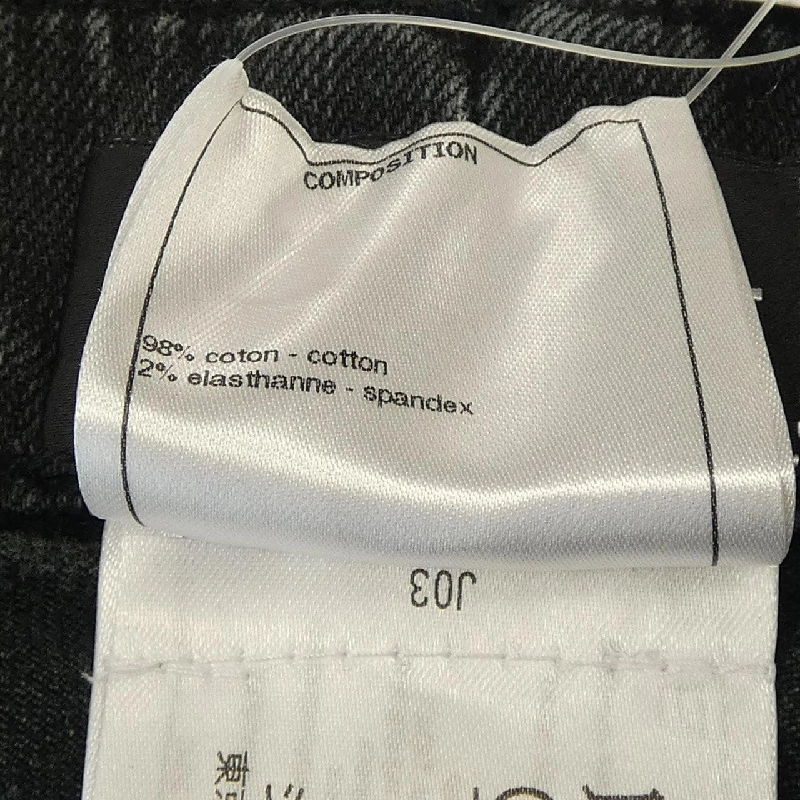 COMPOSITION
98% coton - cotton
2% elasthanne - spandex
J03